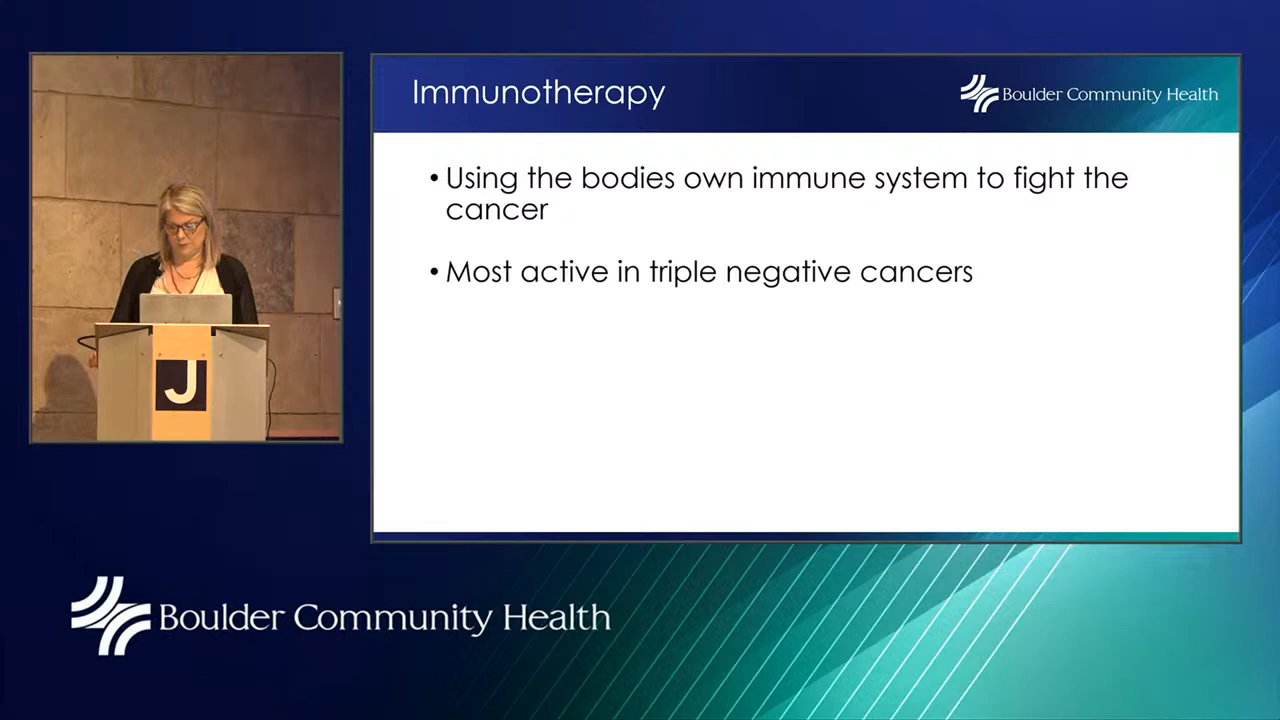 Immunotherapy
Boulder Community Health
• Using the bodies own immune system to fight the
cancer
• Most active in triple negative cancers
J
Boulder Community Health